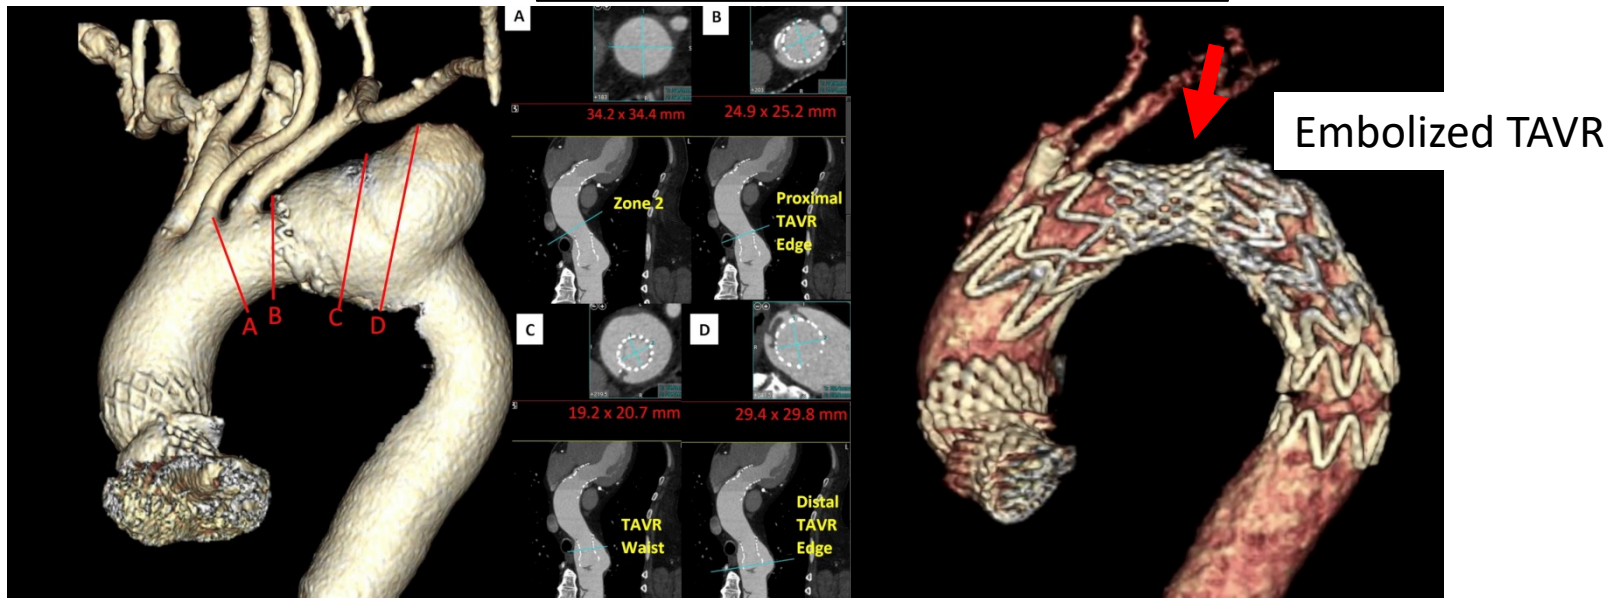 A
B
C
D
A
34.2 x 34.4 mm
Zone 2
B
24.9 x 25.2 mm
Proximal
TAVR
Edge
C
19.2 x 20.7 mm
TAVR
Waist
D
29.4 x 29.8 mm
Distal
TAVR
Edge
Embolized TAVR